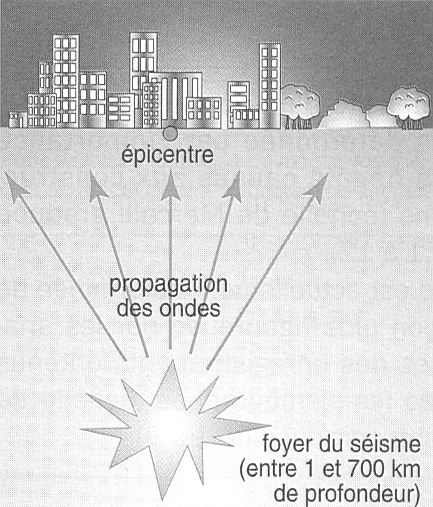 épicentre
propagation
des ondes
foyer du séisme
(entre 1 et 700 km
de profondeur)